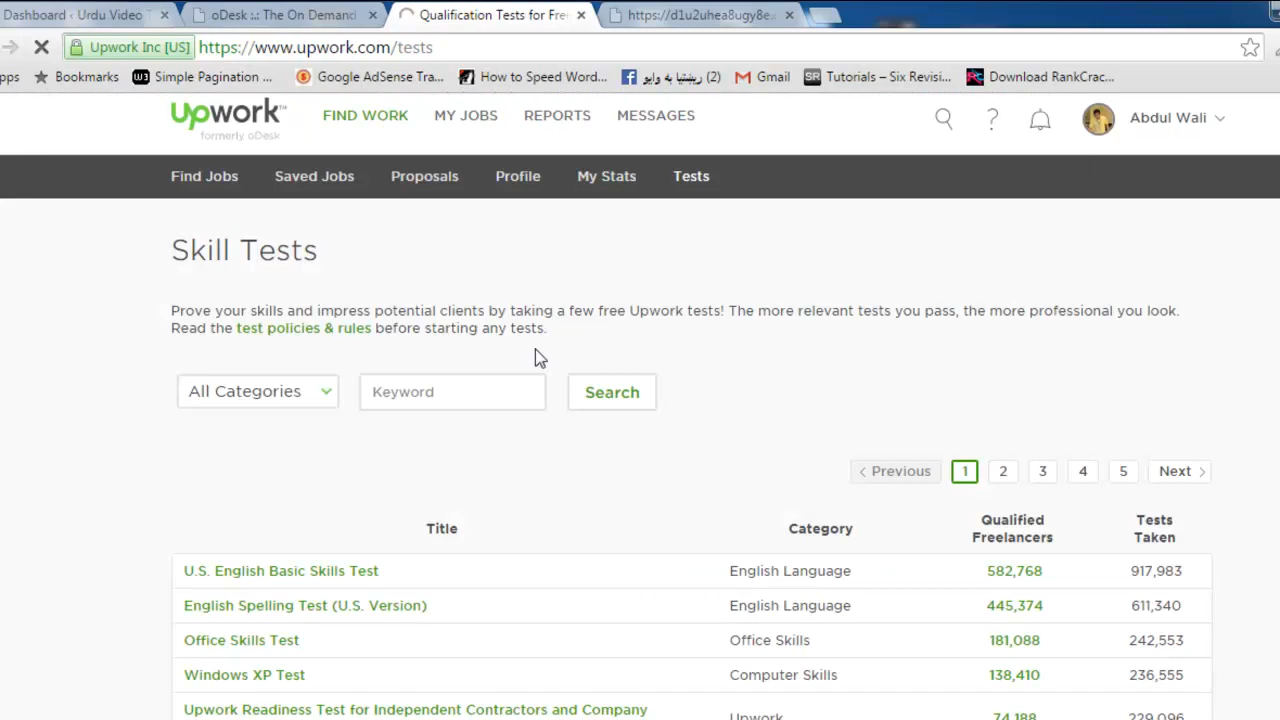 Dashboard ‹ Urdu Video T
oDesk .:. The On Demand
Qualification Tests for Fre
https://d1u2uhea8ugy8e.
Upwork Inc [US] https://www.upwork.com/tests
pps Bookmarks Simple Pagination ... Google AdSense Tra... How to Speed Word... (2) ريښتيا به وايو Gmail Tutorials – Six Revisi... Download RankCrac...
Upwork™
formerly oDesk
FIND WORK MY JOBS REPORTS MESSAGES
Abdul Wali
Find Jobs Saved Jobs Proposals Profile My Stats Tests
Skill Tests
Prove your skills and impress potential clients by taking a few free Upwork tests! The more relevant tests you pass, the more professional you look.
Read the test policies & rules before starting any tests.
All Categories Keyword Search
Previous 1 2 3 4 5 Next
Title Category Qualified Freelancers Tests Taken
U.S. English Basic Skills Test English Language 582,768 917,983
English Spelling Test (U.S. Version) English Language 445,374 611,340
Office Skills Test Office Skills 181,088 242,553
Windows XP Test Computer Skills 138,410 236,555
Upwork Readiness Test for Independent Contractors and Company Upwork 74,188 229,096